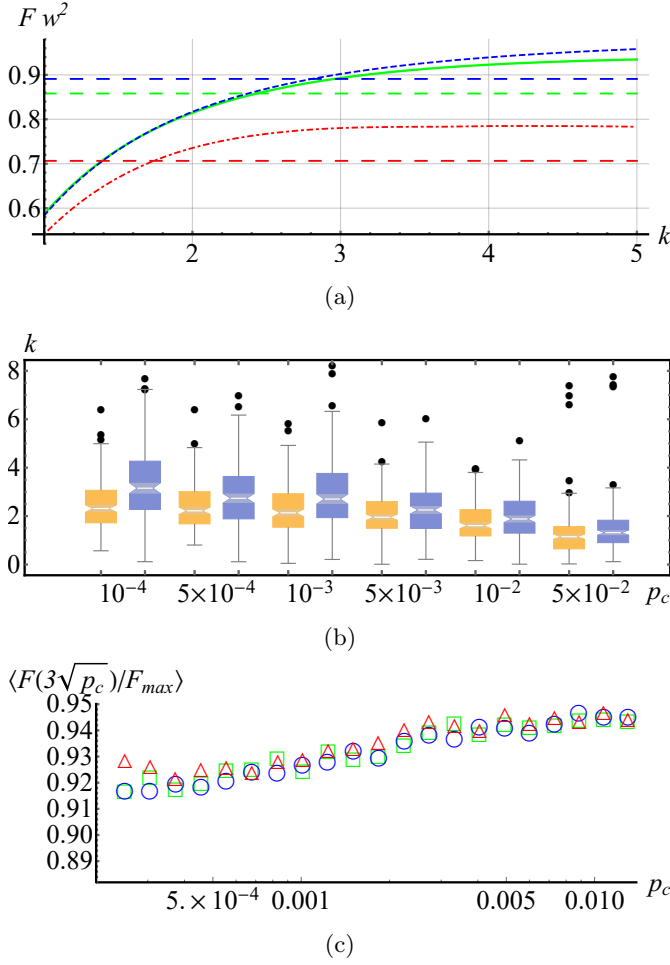 F w²
0.9
0.8
0.7
0.6
2 3 4 5 k
(a)
k
8
6
4
2
0
10⁻⁴ 5×10⁻⁴ 10⁻³ 5×10⁻³ 10⁻² 5×10⁻² p_c
(b)
⟨F(3√p_c)/F_max⟩
0.95
0.94
0.93
0.92
0.91
0.90
0.89
5.×10⁻⁴ 0.001 0.005 0.010 p_c
(c)